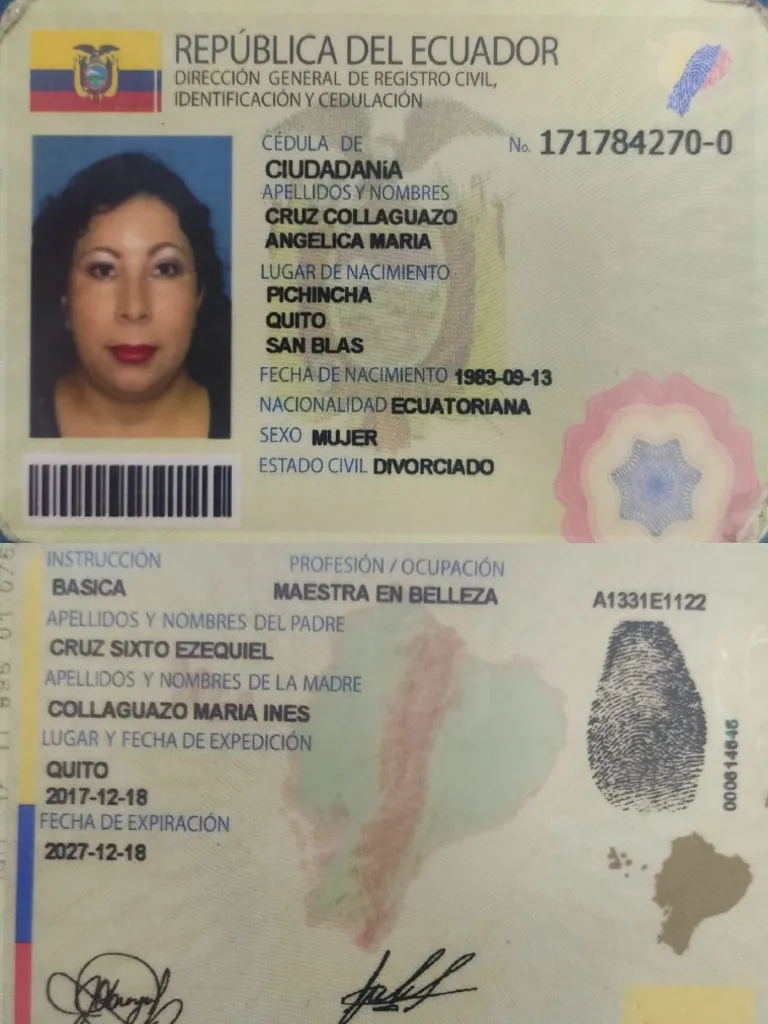 REPÚBLICA DEL ECUADOR
DIRECCIÓN GENERAL DE REGISTRO CIVIL,
IDENTIFICACIÓN Y CEDULACIÓN
CÉDULA DE No. 171784270-0
CIUDADANíA
APELLIDOS Y NOMBRES
CRUZ COLLAGUAZO
ANGELICA MARIA
LUGAR DE NACIMIENTO
PICHINCHA
QUITO
SAN BLAS
FECHA DE NACIMIENTO 1983-09-13
NACIONALIDAD ECUATORIANA
SEXO MUJER
ESTADO CIVIL DIVORCIADO
INSTRUCCIÓN PROFESIÓN / OCUPACIÓN
BASICA MAESTRA EN BELLEZA A1331E1122
APELLIDOS Y NOMBRES DEL PADRE
CRUZ SIXTO EZEQUIEL
APELLIDOS Y NOMBRES DE LA MADRE
COLLAGUAZO MARIA INES
LUGAR Y FECHA DE EXPEDICIÓN
QUITO
2017-12-18
FECHA DE EXPIRACIÓN
2027-12-18
000614646